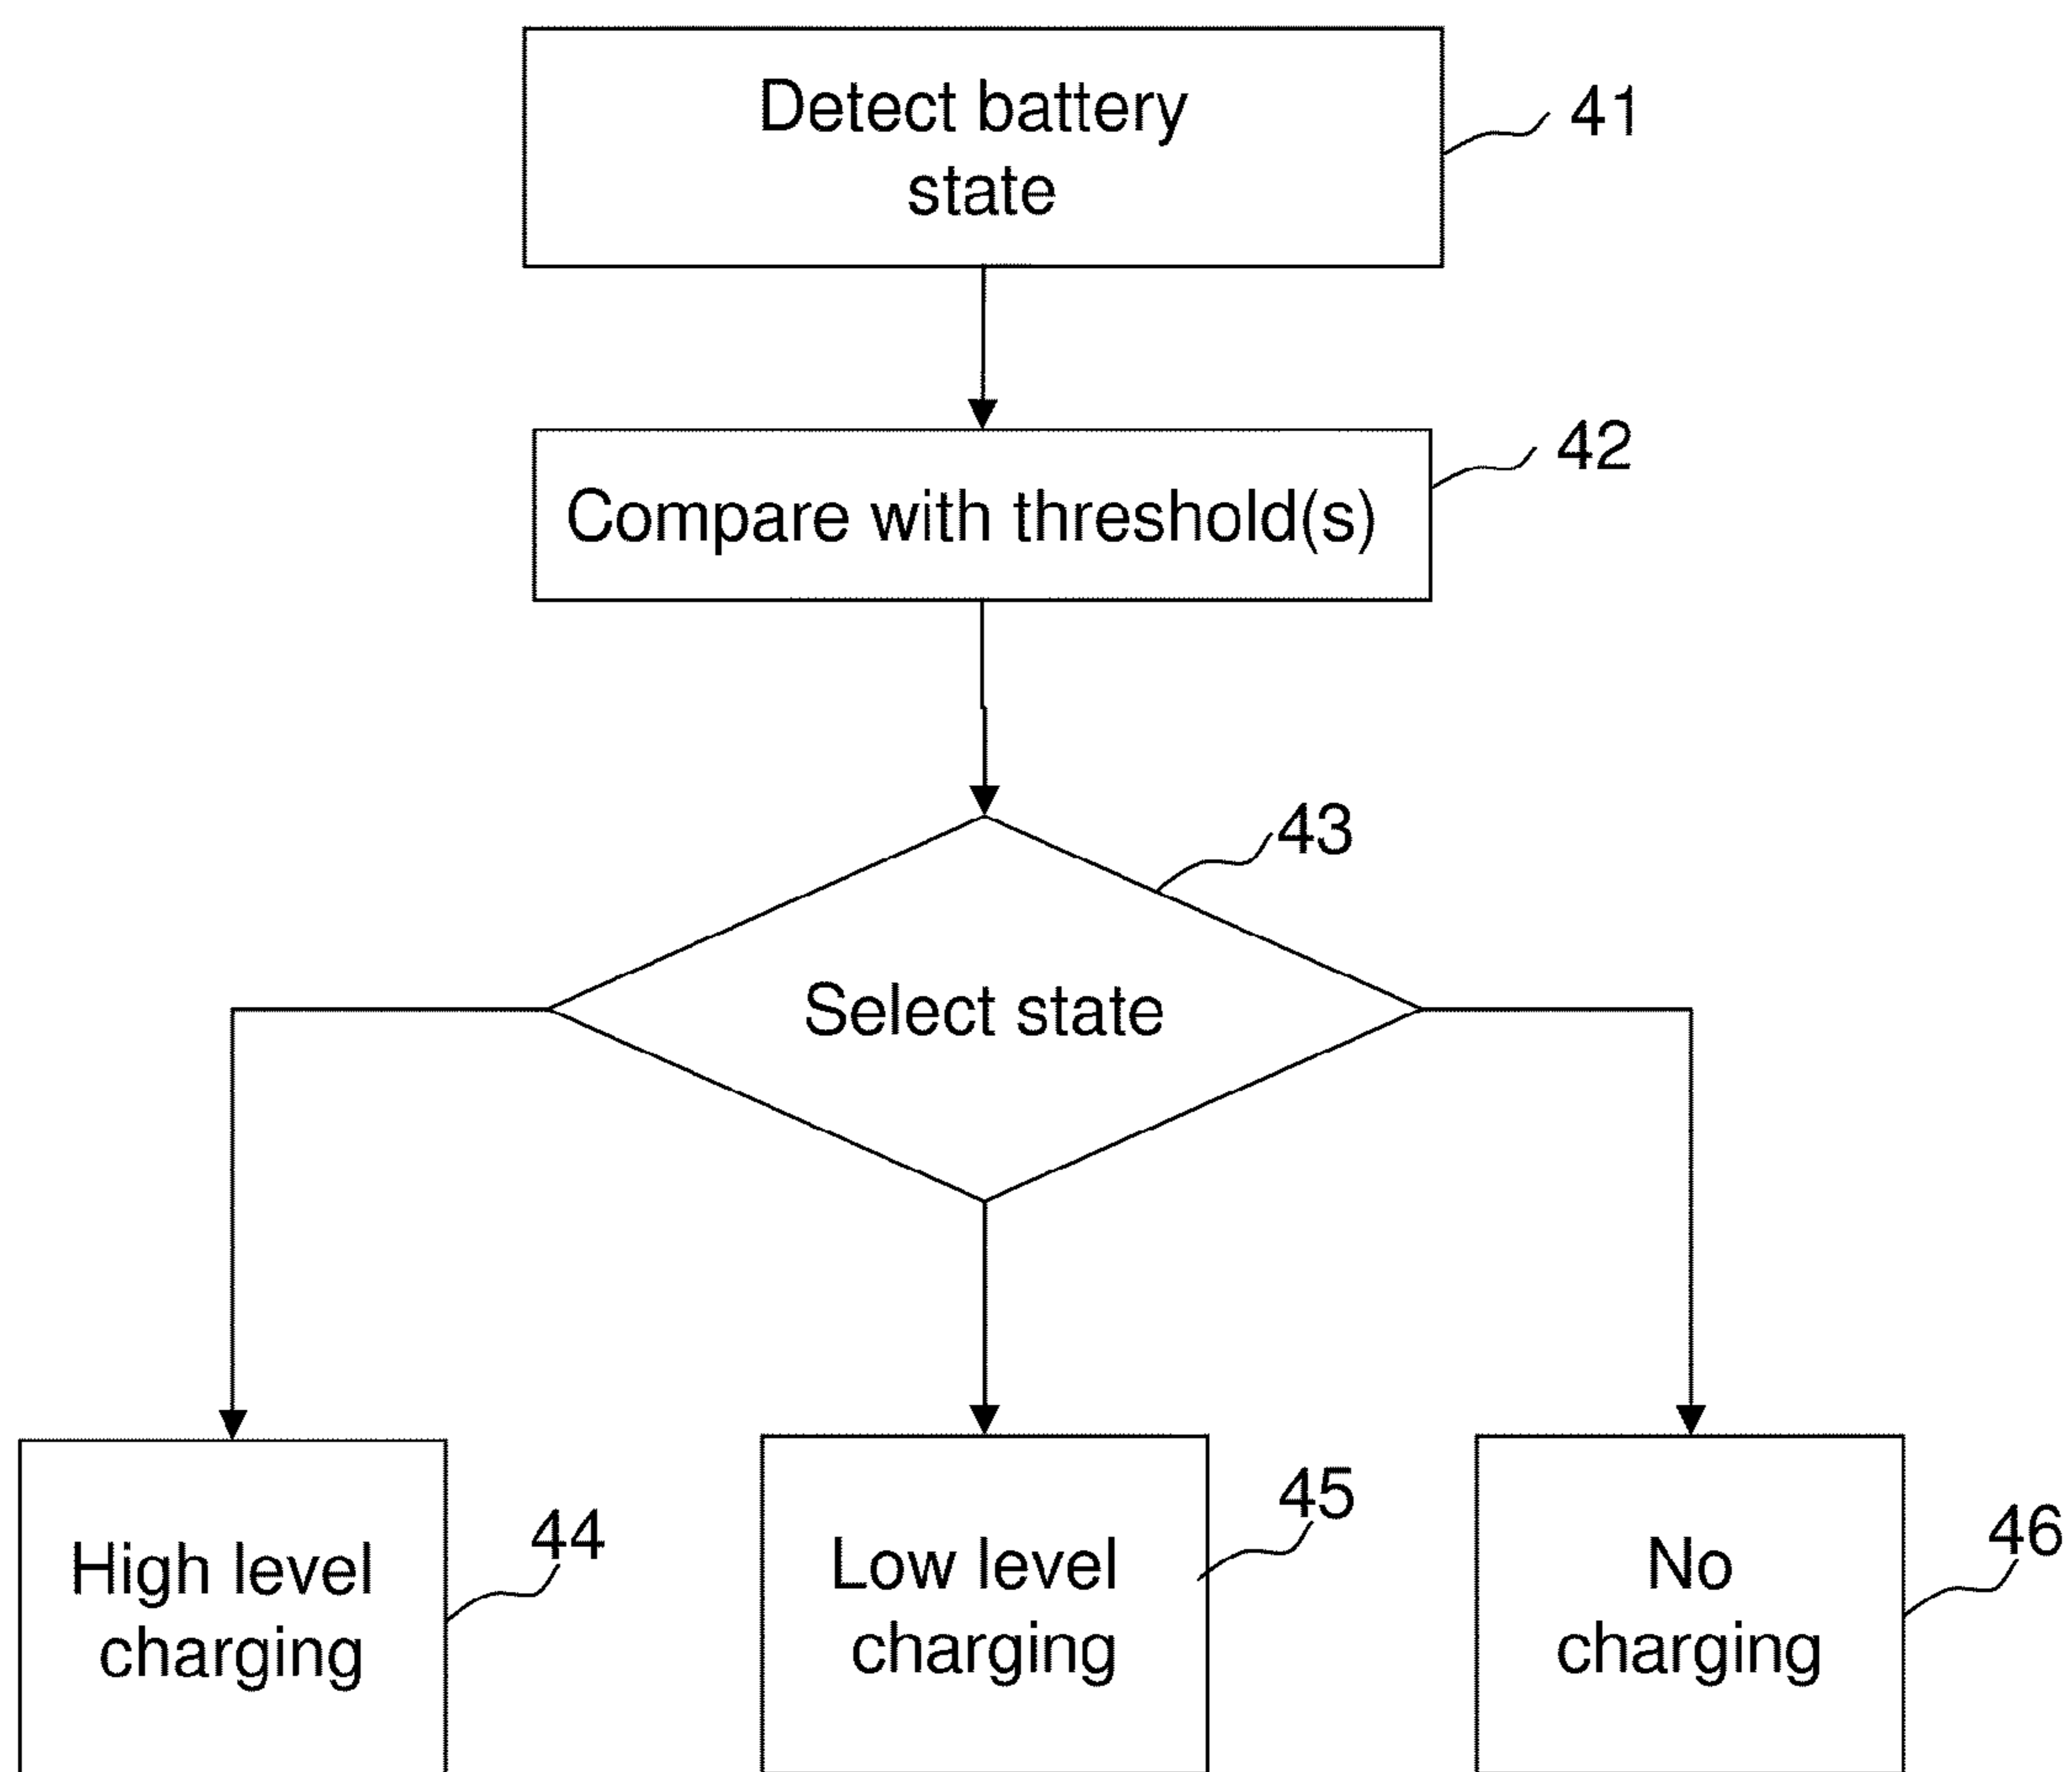 Detect battery
state
41
Compare with threshold(s)
42
43
Select state
High level
charging
44
Low level
charging
45
No
charging
46